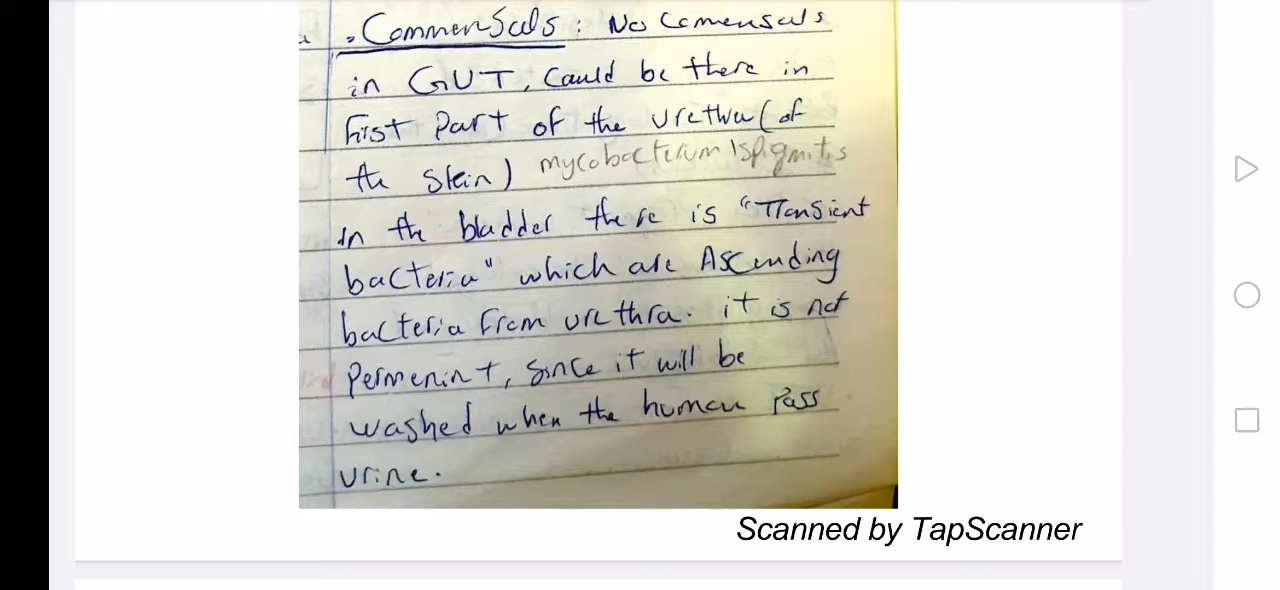 . Commensals : No Comensals
in GUT, Could be there in
first Part of the urethra (of
the skin) mycobacterium
In the bladder there is "Transient
bacteria" which are Ascending
bacteria from urethra. it is not
Permenint, Since it will be
washed when the human Pass
urine.
Scanned by TapScanner